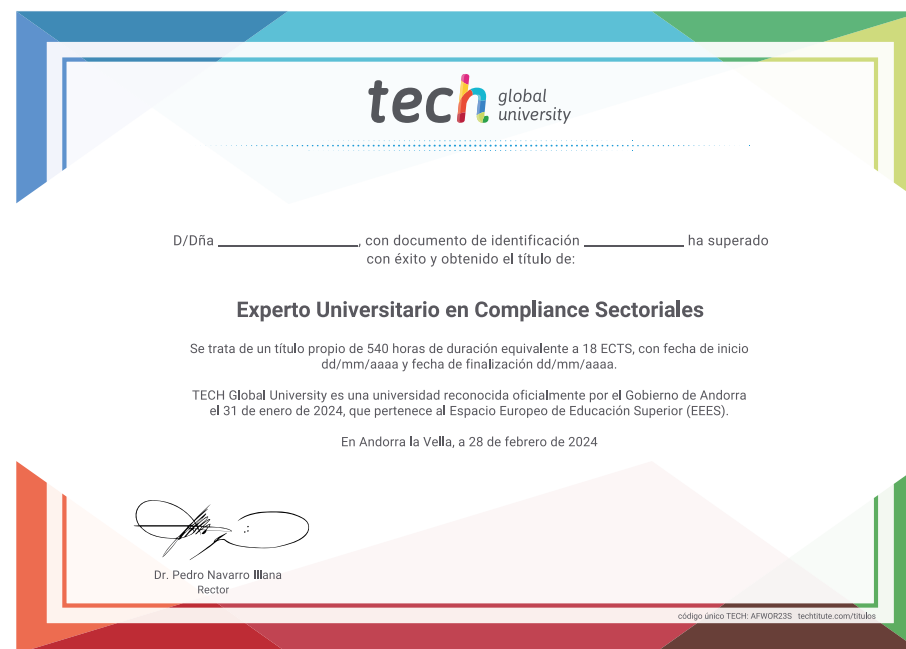 tech global university
D/Dña ____________________, con documento de identificación ______________ ha superado
con éxito y obtenido el título de:
Experto Universitario en Compliance Sectoriales
Se trata de un título propio de 540 horas de duración equivalente a 18 ECTS, con fecha de inicio
dd/mm/aaaa y fecha de finalización dd/mm/aaaa.
TECH Global University es una universidad reconocida oficialmente por el Gobierno de Andorra
el 31 de enero de 2024, que pertenece al Espacio Europeo de Educación Superior (EEES).
En Andorra la Vella, a 28 de febrero de 2024
Dr. Pedro Navarro Illana
Rector
código único TECH: AFWOR23S techtitute.com/titulos